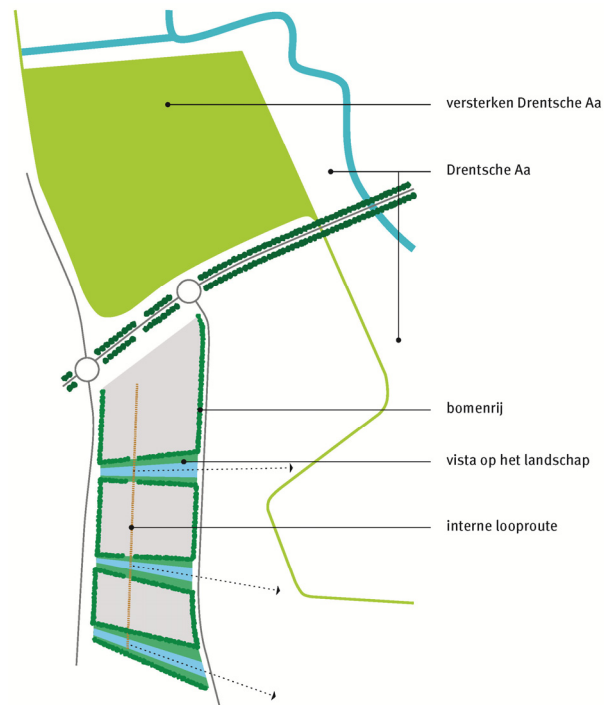 versterken Drentsche Aa
Drentsche Aa
bomenrij
vista op het landschap
interne looproute